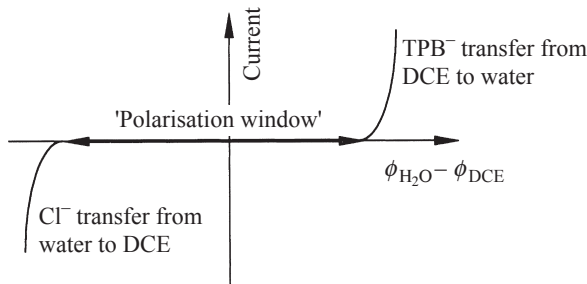 Current
TPB⁻ transfer from
DCE to water
'Polarisation window'
ϕH₂O − ϕDCE
Cl⁻ transfer from
water to DCE